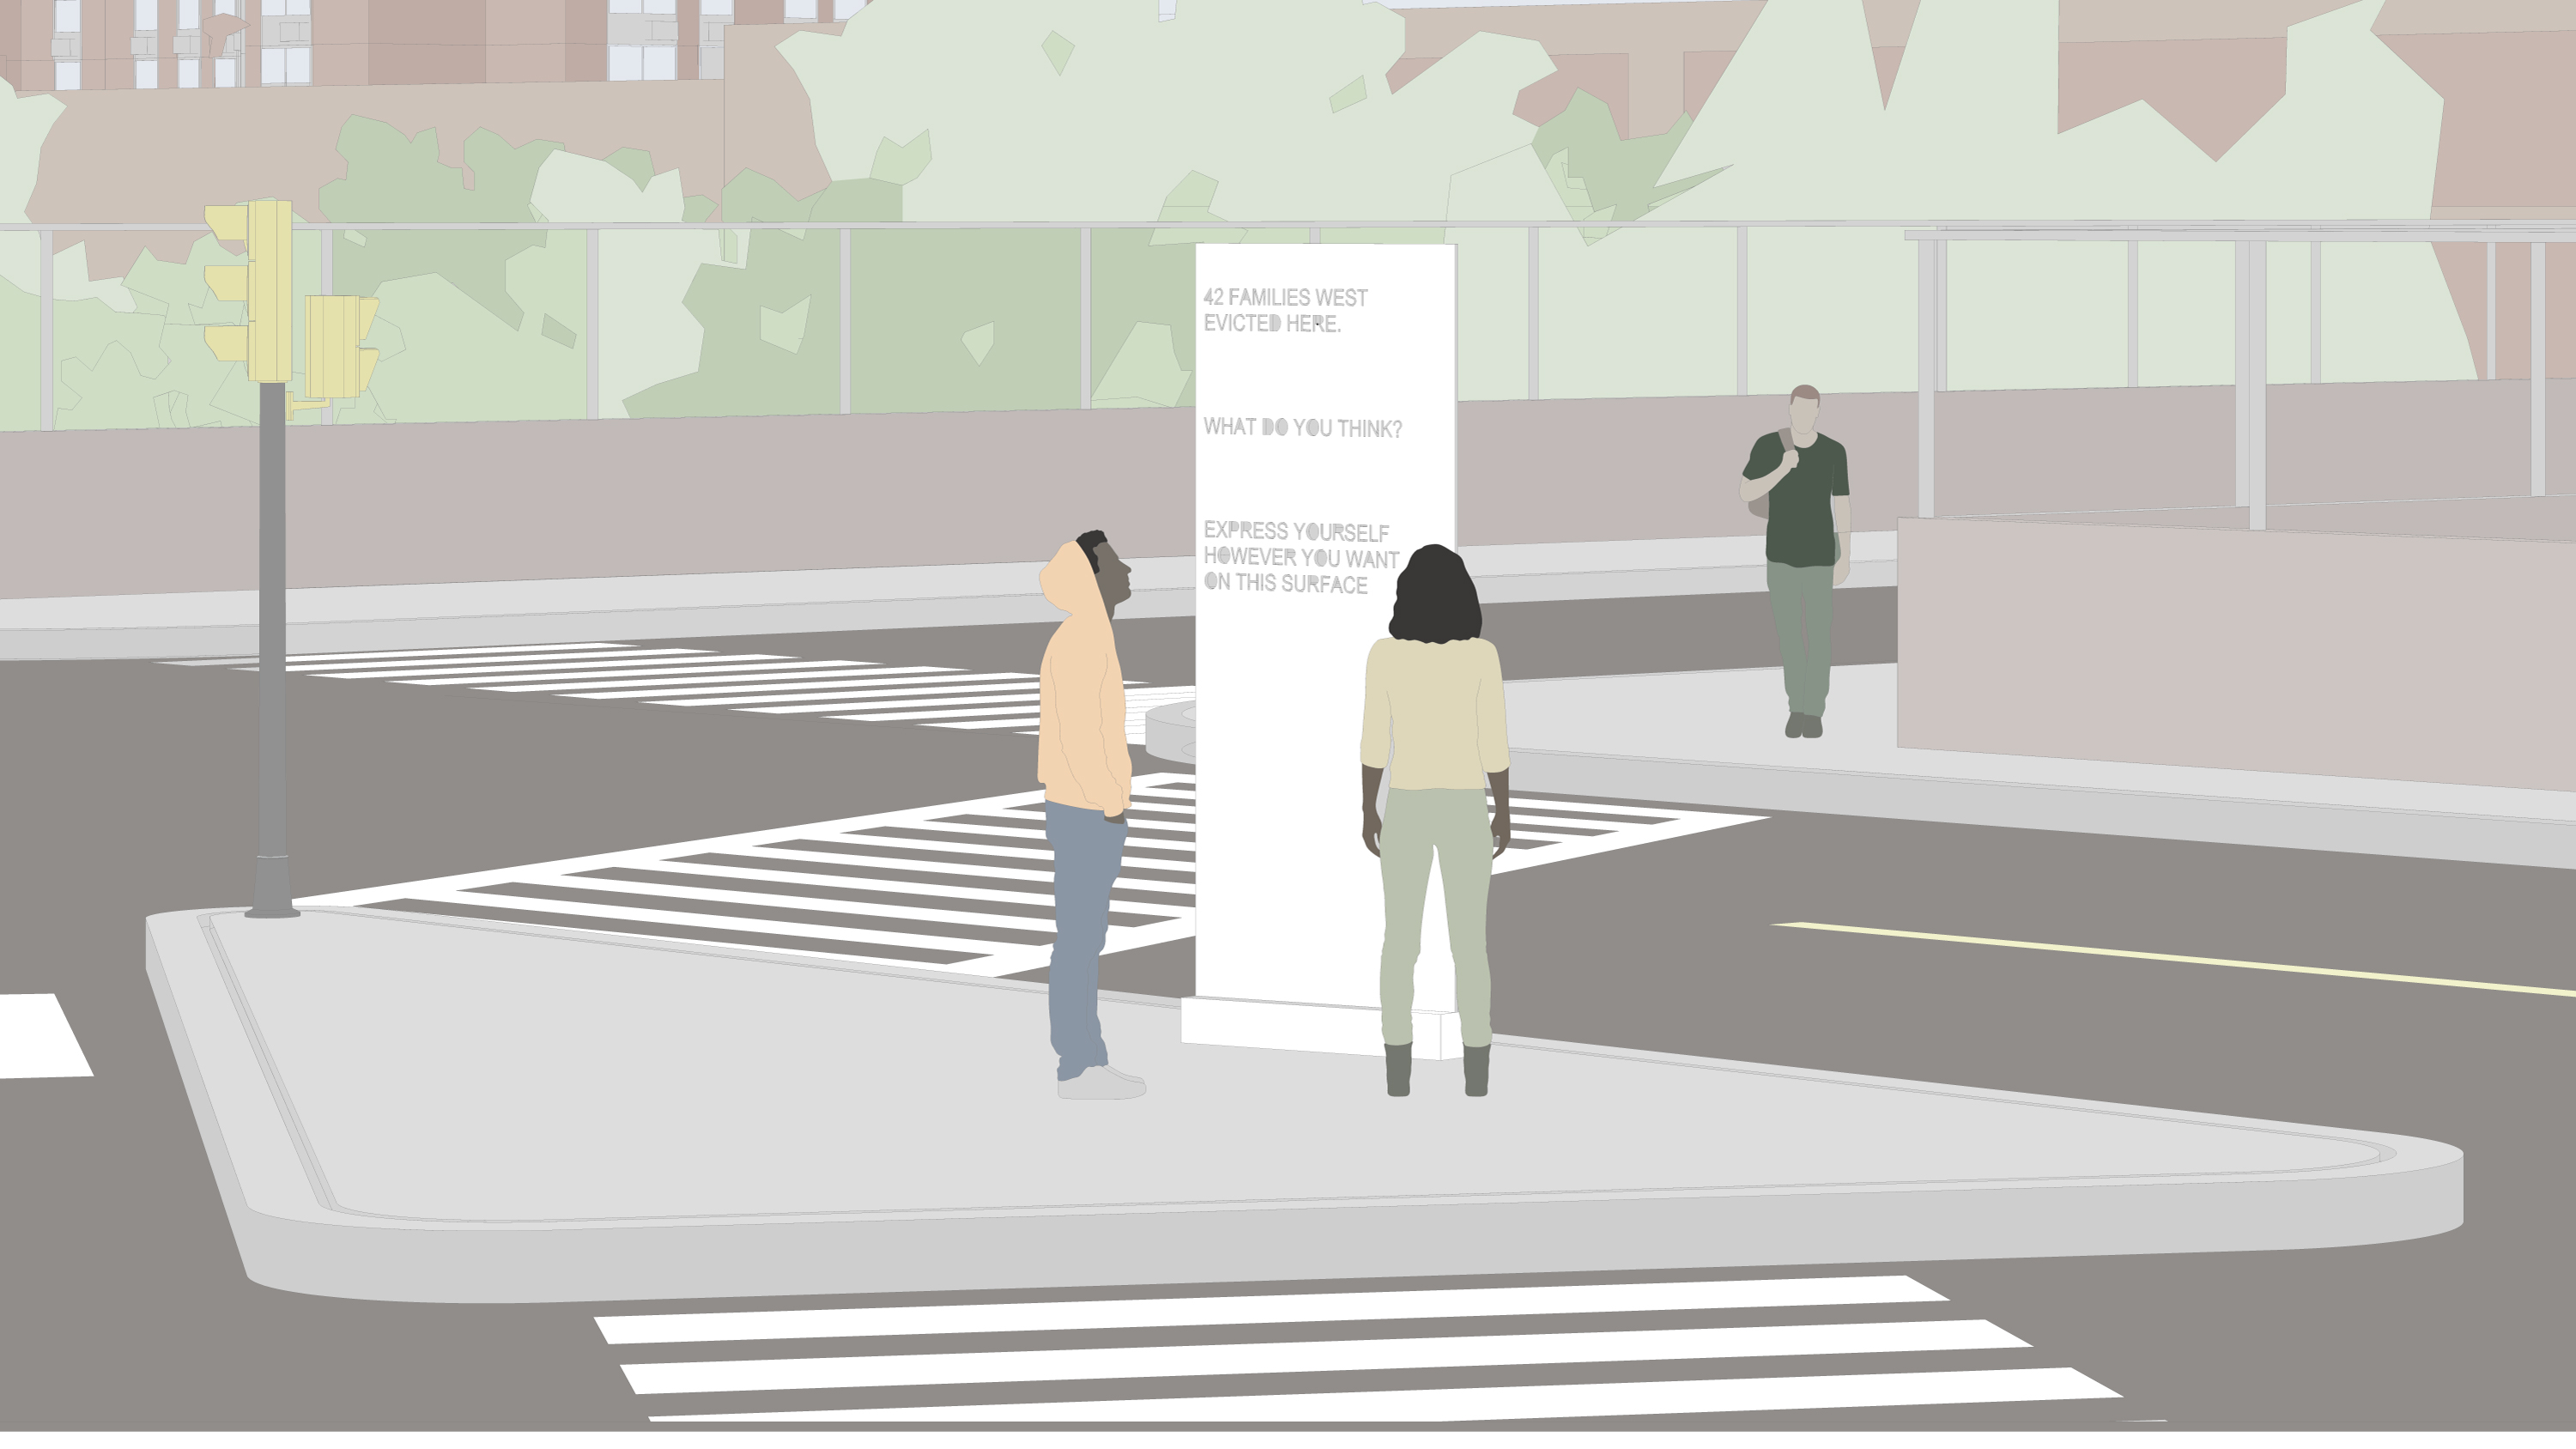 42 FAMILIES WEST
EVICTED HERE.
WHAT DO YOU THINK?
EXPRESS YOURSELF
HOWEVER YOU WANT
ON THIS SURFACE